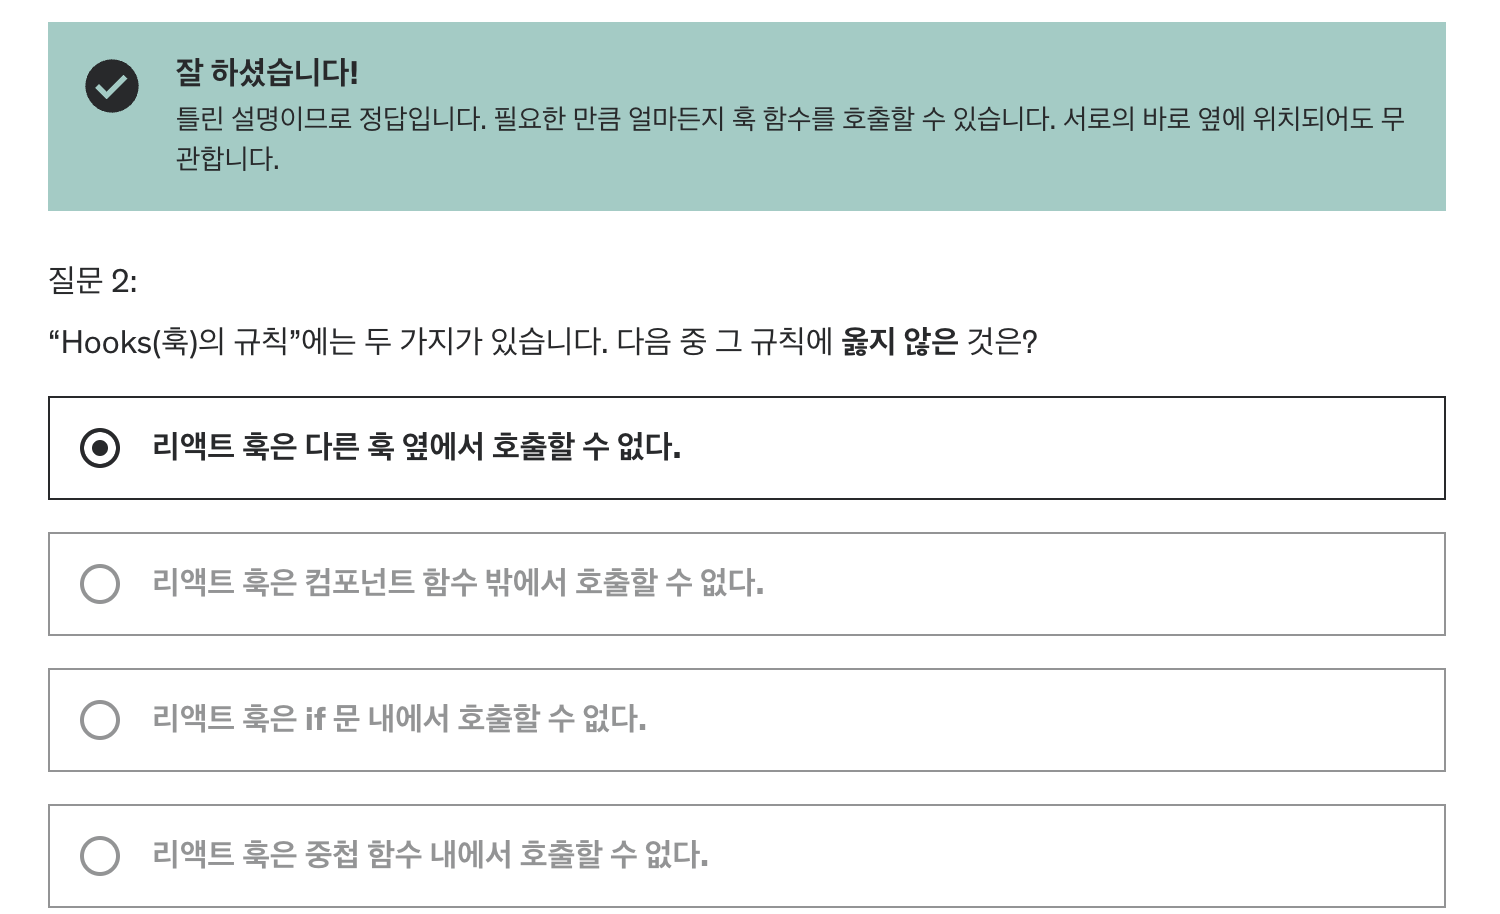 잘 하셨습니다!
틀린 설명이므로 정답입니다. 필요한 만큼 얼마든지 훅 함수를 호출할 수 있습니다. 서로의 바로 옆에 위치되어도 무
관합니다.
질문 2:
“Hooks(훅)의 규칙”에는 두 가지가 있습니다. 다음 중 그 규칙에 옳지 않은 것은?
리액트 훅은 다른 훅 옆에서 호출할 수 없다.
리액트 훅은 컴포넌트 함수 밖에서 호출할 수 없다.
리액트 훅은 if 문 내에서 호출할 수 없다.
리액트 훅은 중첩 함수 내에서 호출할 수 없다.